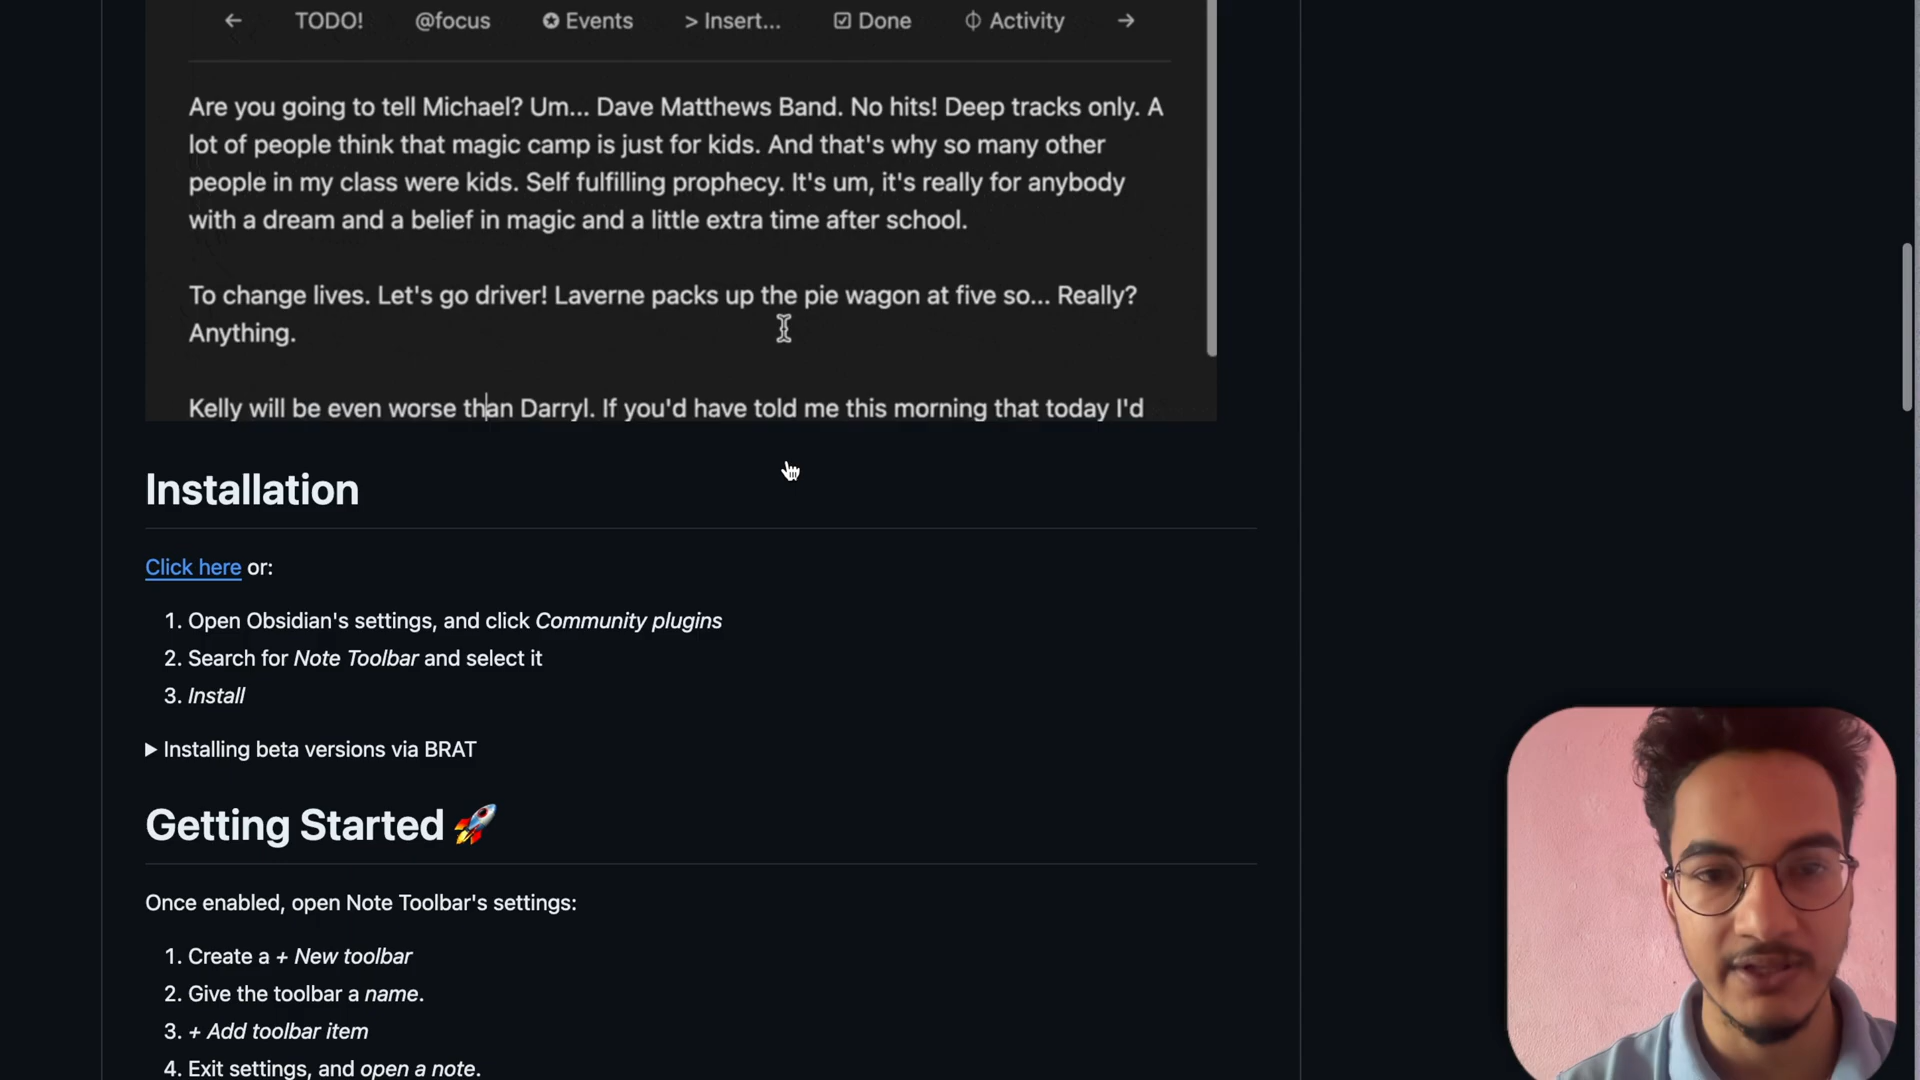 ← TODO! @focus Events > Insert... Done Activity →
Are you going to tell Michael? Um... Dave Matthews Band. No hits! Deep tracks only. A
lot of people think that magic camp is just for kids. And that's why so many other
people in my class were kids. Self fulfilling prophecy. It's um, it's really for anybody
with a dream and a belief in magic and a little extra time after school.
To change lives. Let's go driver! Laverne packs up the pie wagon at five so... Really?
Anything.
Kelly will be even worse than Darryl. If you'd have told me this morning that today I'd
Installation
Click here or:
1. Open Obsidian's settings, and click Community plugins
2. Search for Note Toolbar and select it
3. Install
Installing beta versions via BRAT
Getting Started 🚀
Once enabled, open Note Toolbar's settings:
1. Create a + New toolbar
2. Give the toolbar a name.
3. + Add toolbar item
4. Exit settings, and open a note.